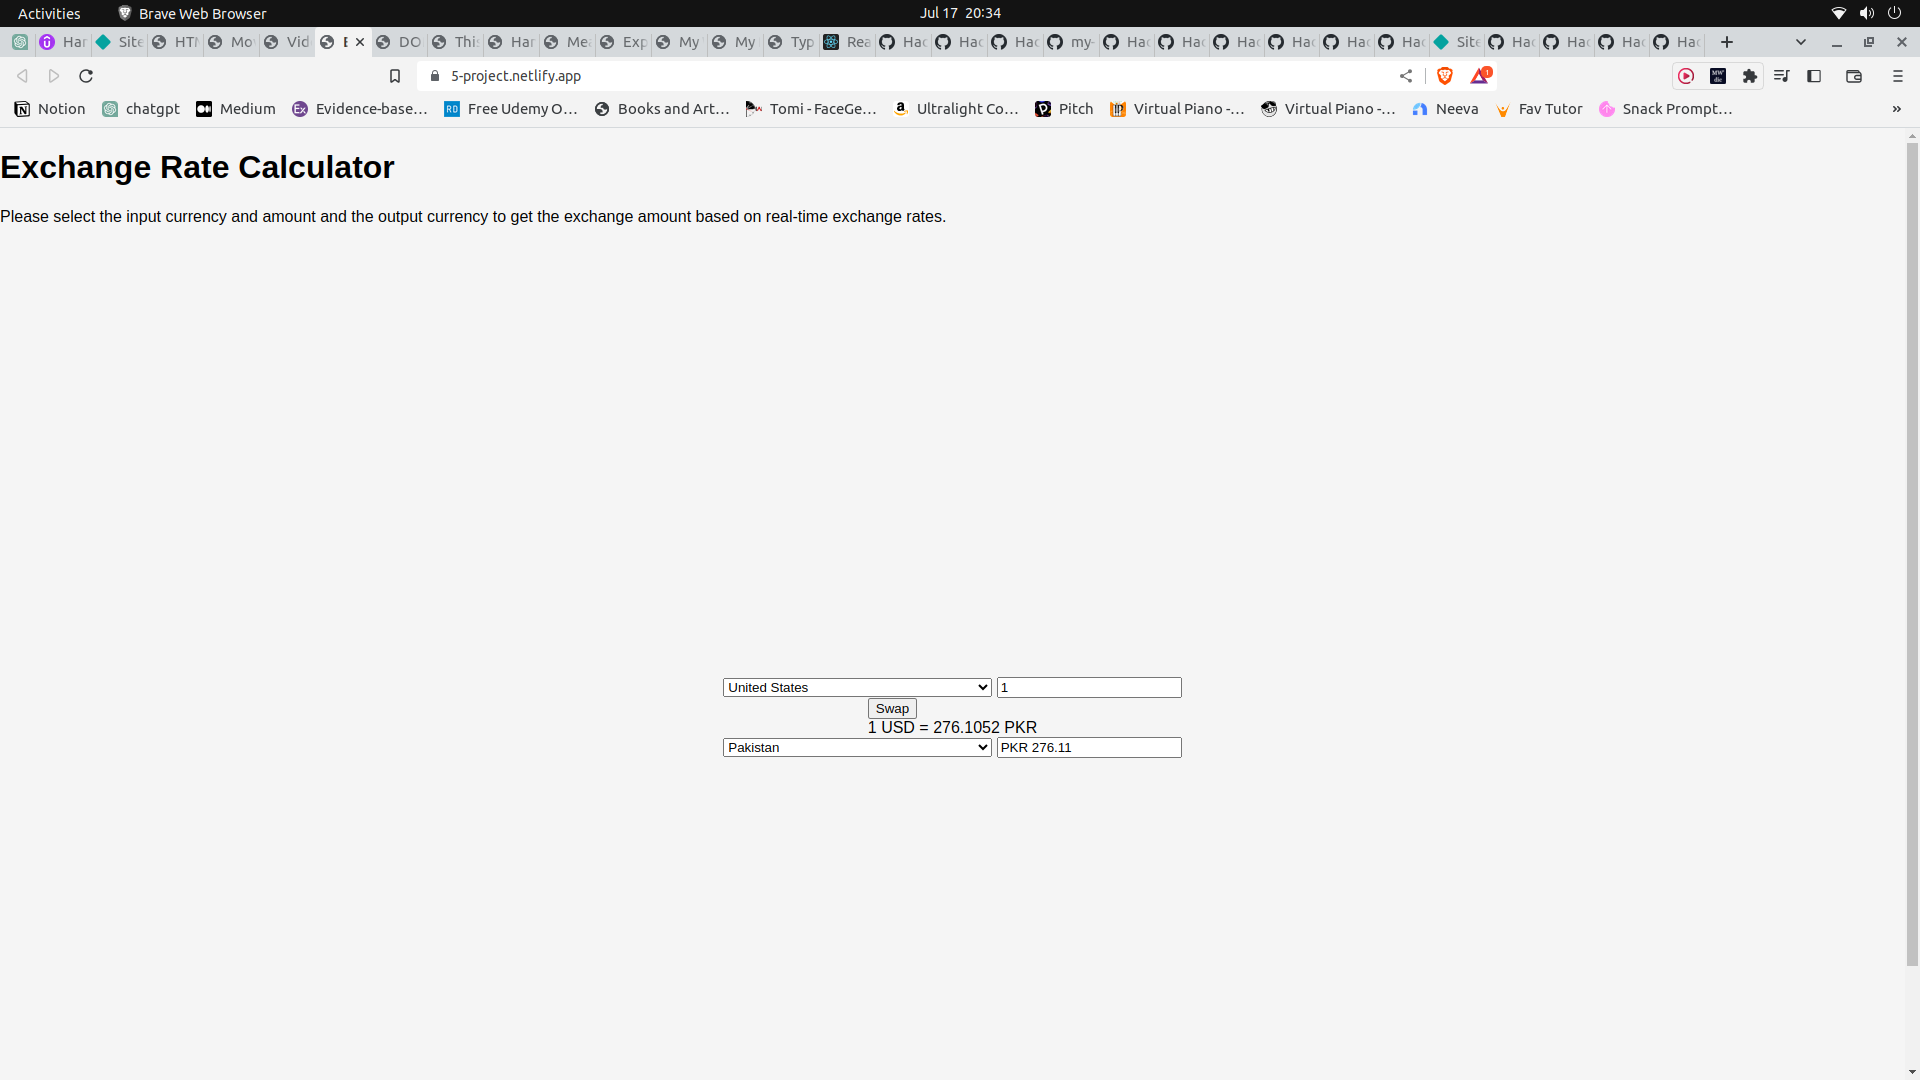 Activities Brave Web Browser Jul 17 20:34
Har Site HTM Mo Vid E DO This Har Me Exp My My Typ Rea Hac Hac Hac my- Hac Hac Hac Hac Hac Hac Site Hac Hac Hac Hac
5-project.netlify.app 1
Notion chatgpt Medium Evidence-base... Free Udemy O... Books and Art... Tomi - FaceGe... Ultralight Co... Pitch Virtual Piano -... Virtual Piano -... Neeva Fav Tutor Snack Prompt... »
Exchange Rate Calculator
Please select the input currency and amount and the output currency to get the exchange amount based on real-time exchange rates.
United States 1
Swap
1 USD = 276.1052 PKR
Pakistan PKR 276.11